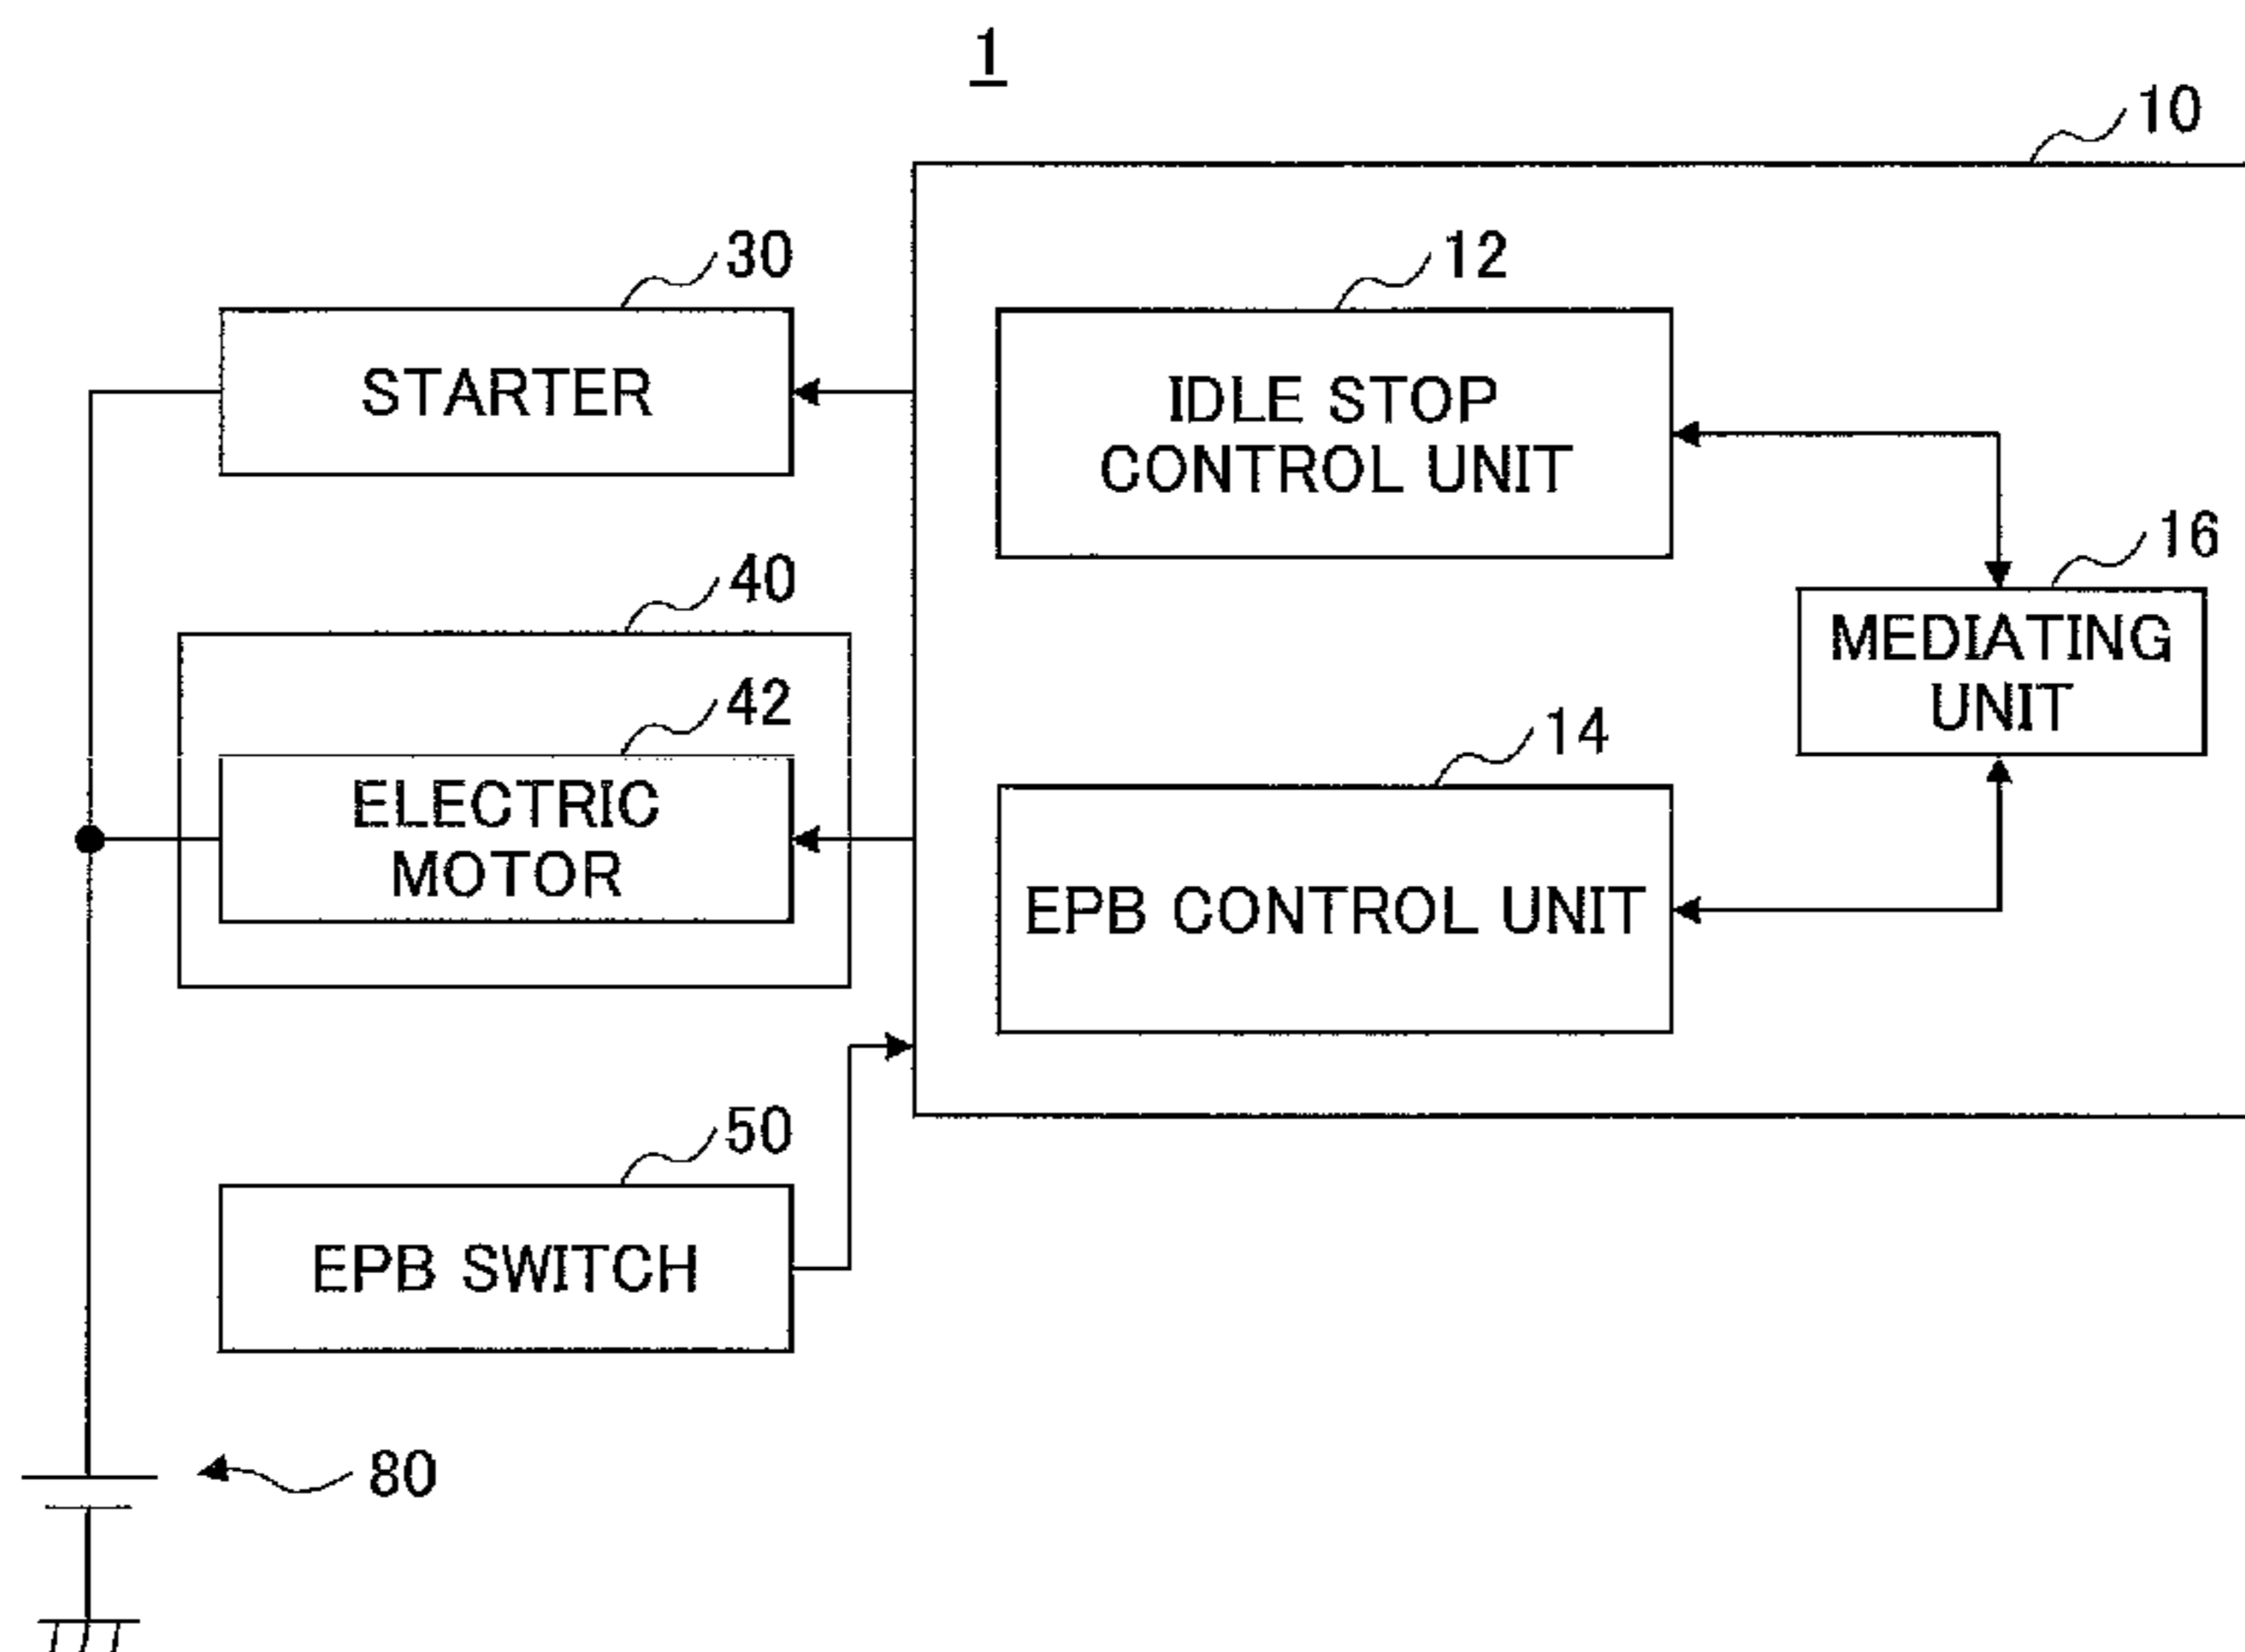 1
10
30
12
STARTER
IDLE STOP
CONTROL UNIT
16
40
MEDIATING
UNIT
42
14
ELECTRIC
MOTOR
EPB CONTROL UNIT
50
EPB SWITCH
80